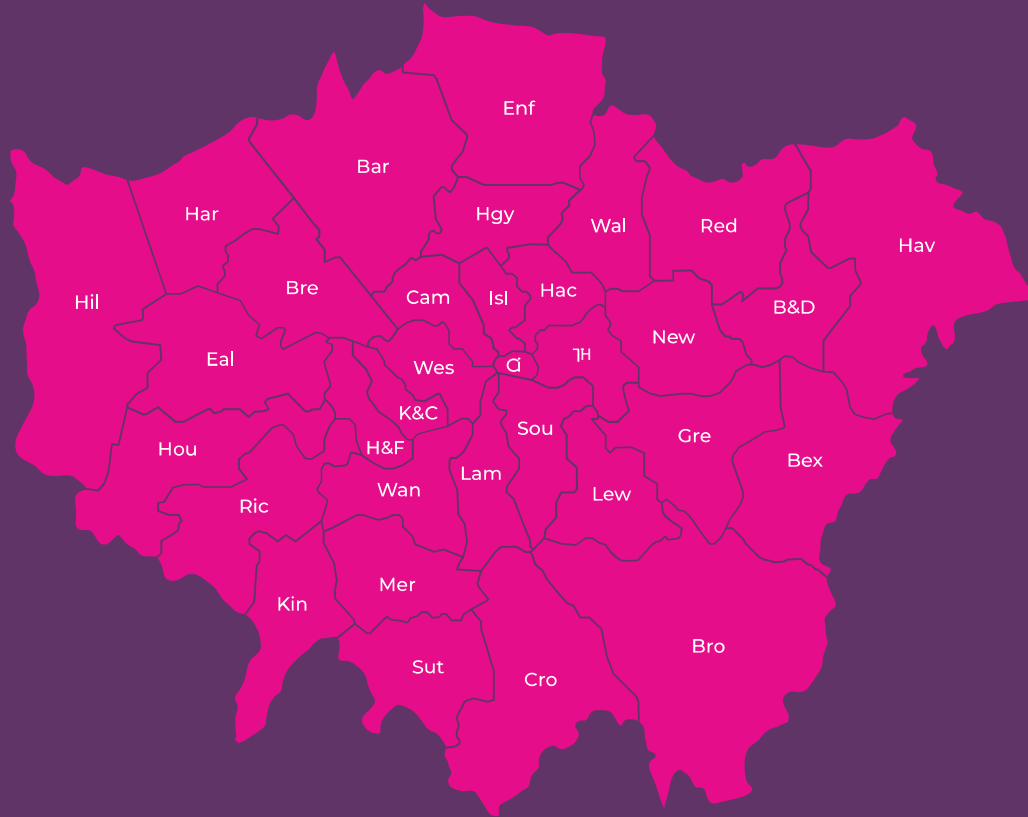 Enf
Bar
Har
Hgy
Wal
Red
Hav
Hil
Bre
Cam
Isl
Hac
B&D
New
Eal
Wes
K&C
Hou
H&F
Sou
Gre
Bex
Lam
Wan
Lew
Ric
Mer
Kin
Bro
Sut
Cro